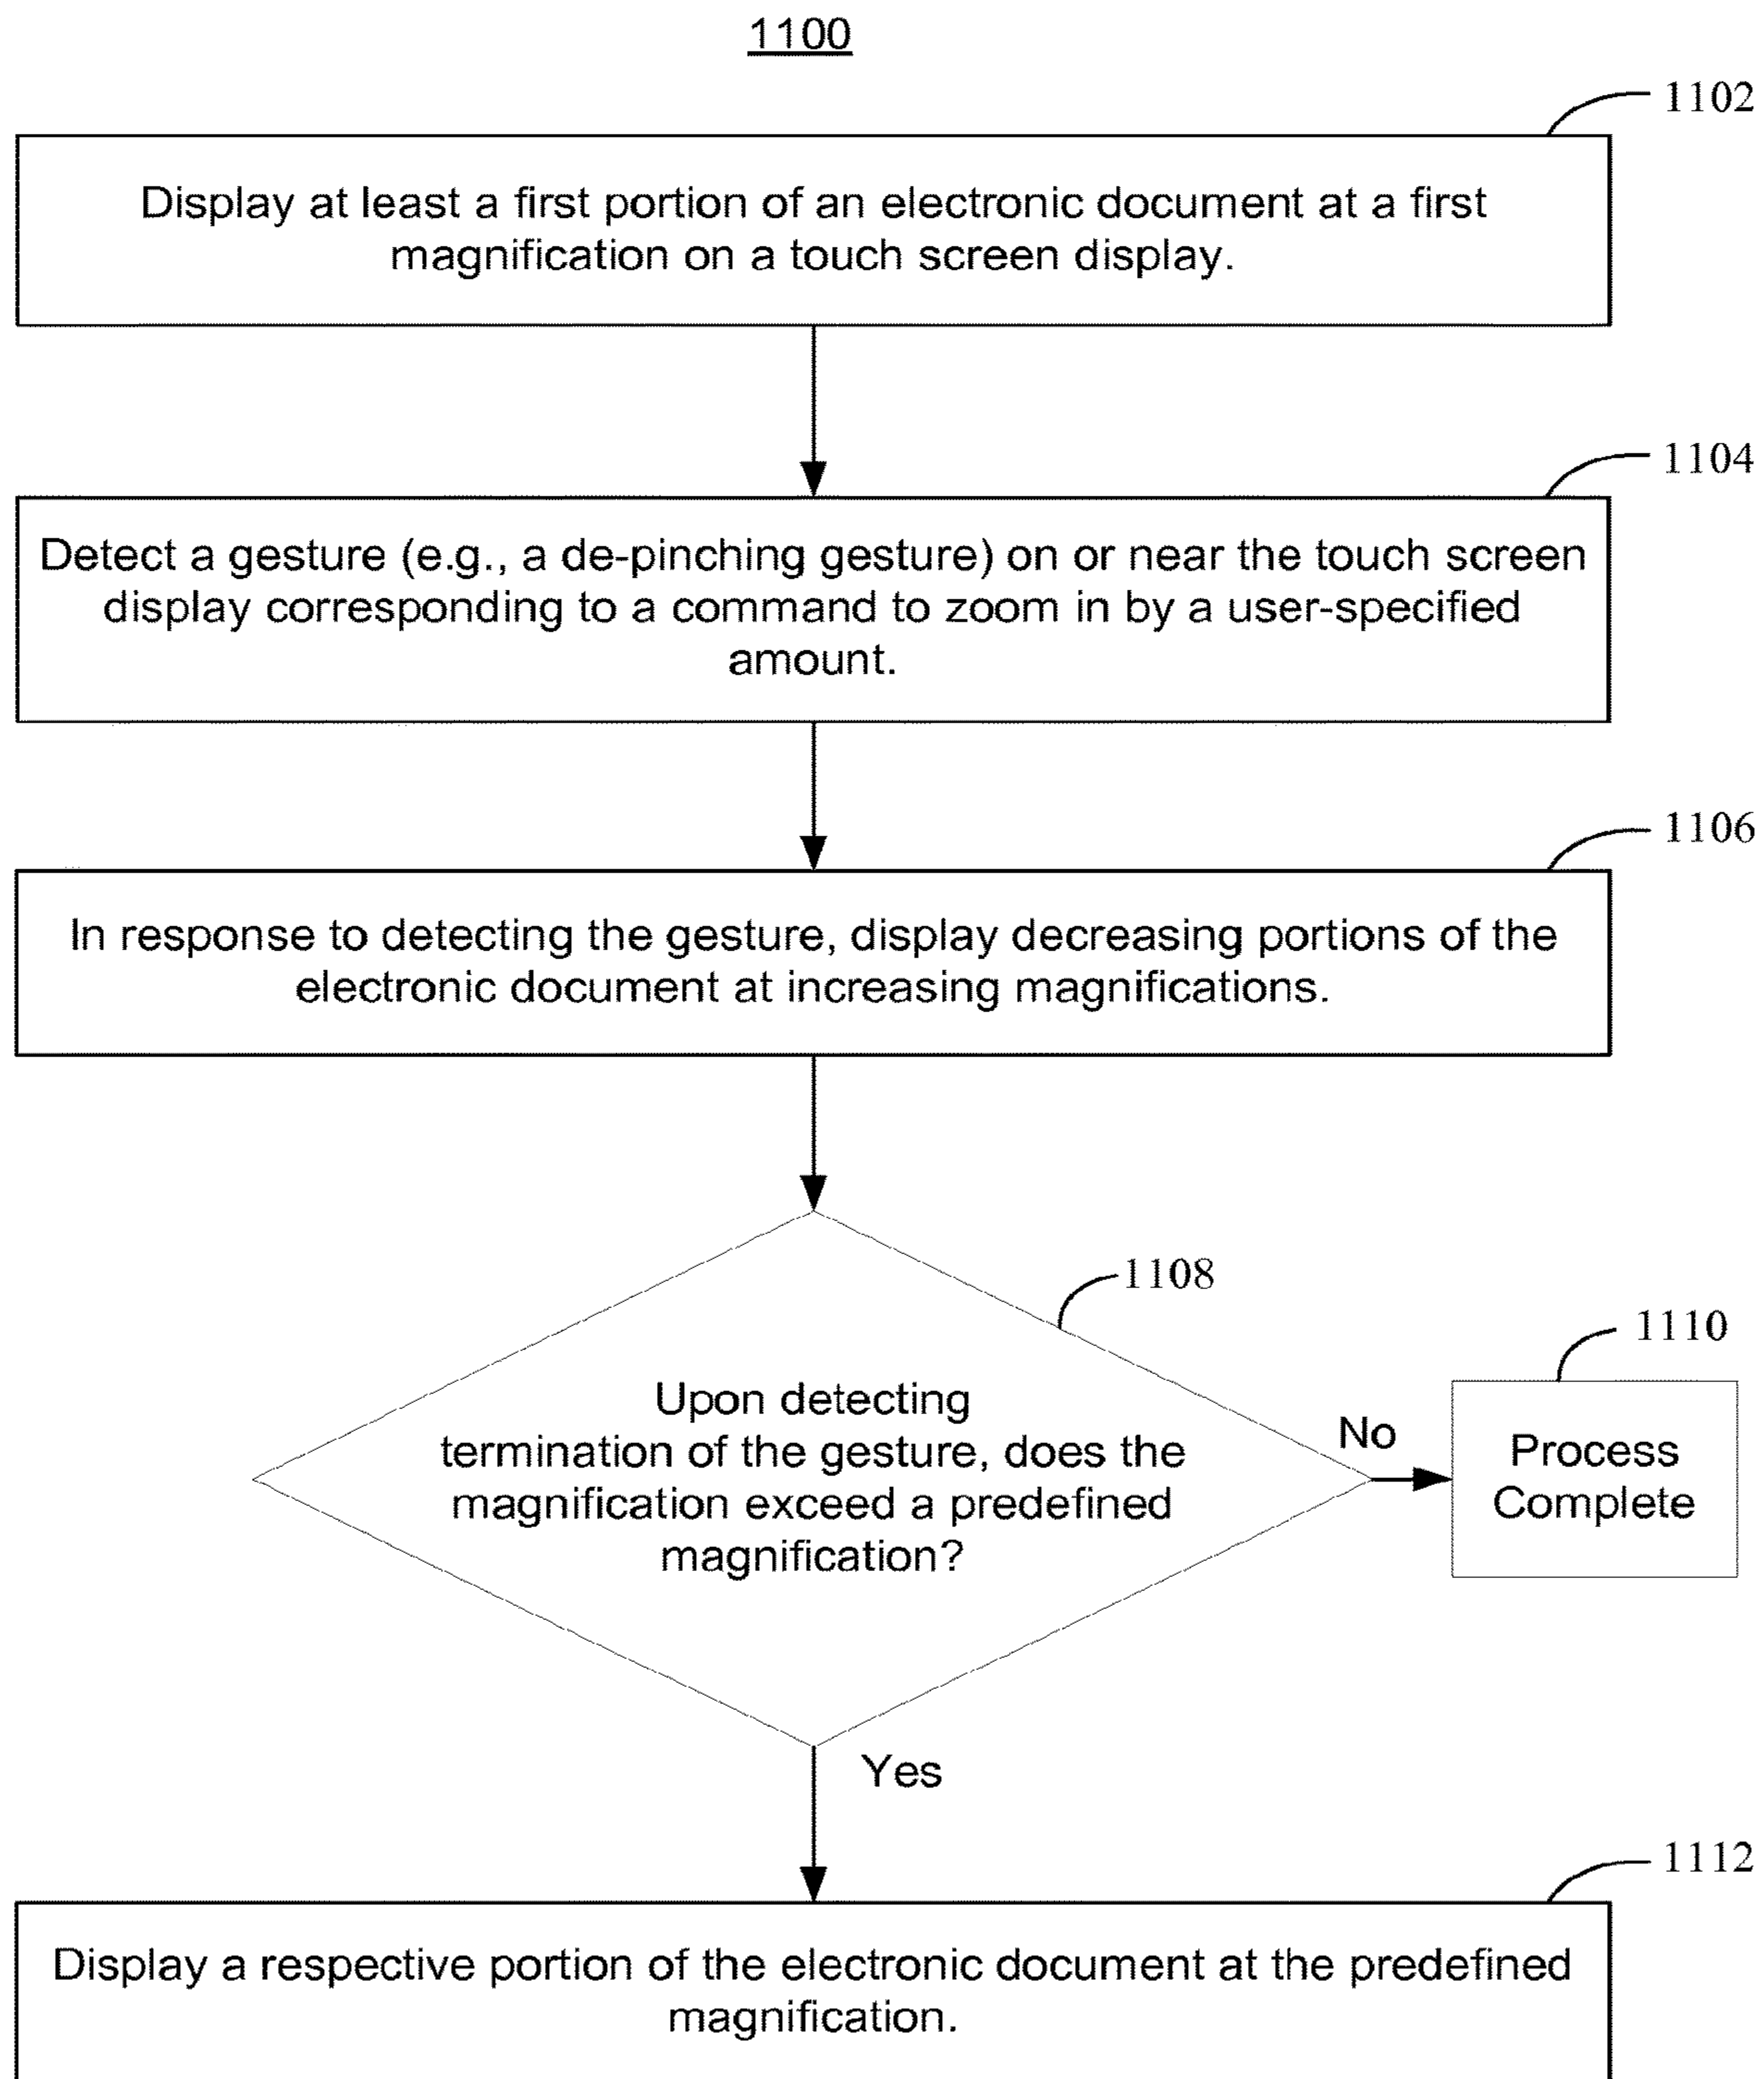 1100
1102
Display at least a first portion of an electronic document at a first
magnification on a touch screen display.
1104
Detect a gesture (e.g., a de-pinching gesture) on or near the touch screen
display corresponding to a command to zoom in by a user-specified
amount.
1106
In response to detecting the gesture, display decreasing portions of the
electronic document at increasing magnifications.
1108
Upon detecting
termination of the gesture, does the
magnification exceed a predefined
magnification?
No
1110
Process
Complete
Yes
1112
Display a respective portion of the electronic document at the predefined
magnification.